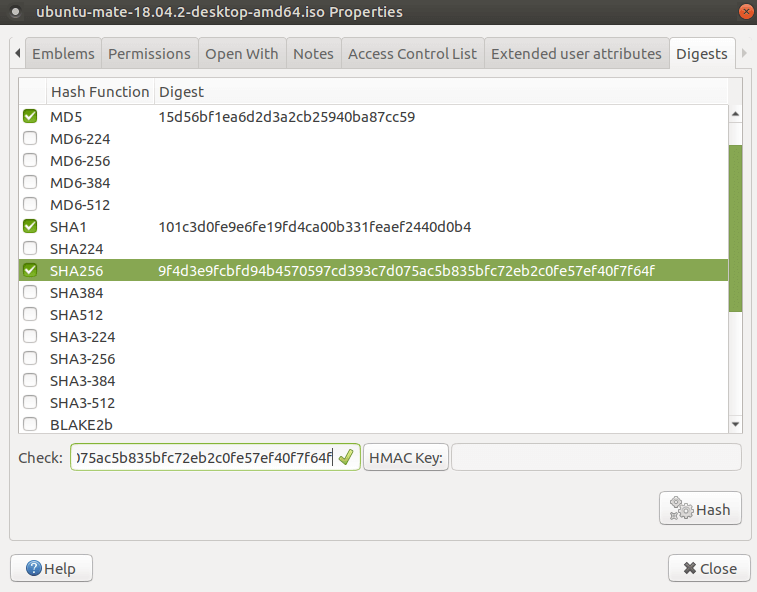 ubuntu-mate-18.04.2-desktop-amd64.iso Properties
Emblems Permissions Open With Notes Access Control List Extended user attributes Digests
Hash Function Digest
MD5 15d56bf1ea6d2d3a2cb25940ba87cc59
MD6-224
MD6-256
MD6-384
MD6-512
SHA1 101c3d0fe9e6fe19fd4ca00b331feaef2440d0b4
SHA224
SHA256 9f4d3e9fcbfd94b4570597cd393c7d075ac5b835bfc72eb2c0fe57ef40f7f64f
SHA384
SHA512
SHA3-224
SHA3-256
SHA3-384
SHA3-512
BLAKE2b
Check: 075ac5b835bfc72eb2c0fe57ef40f7f64f HMAC Key:
Hash
Help Close